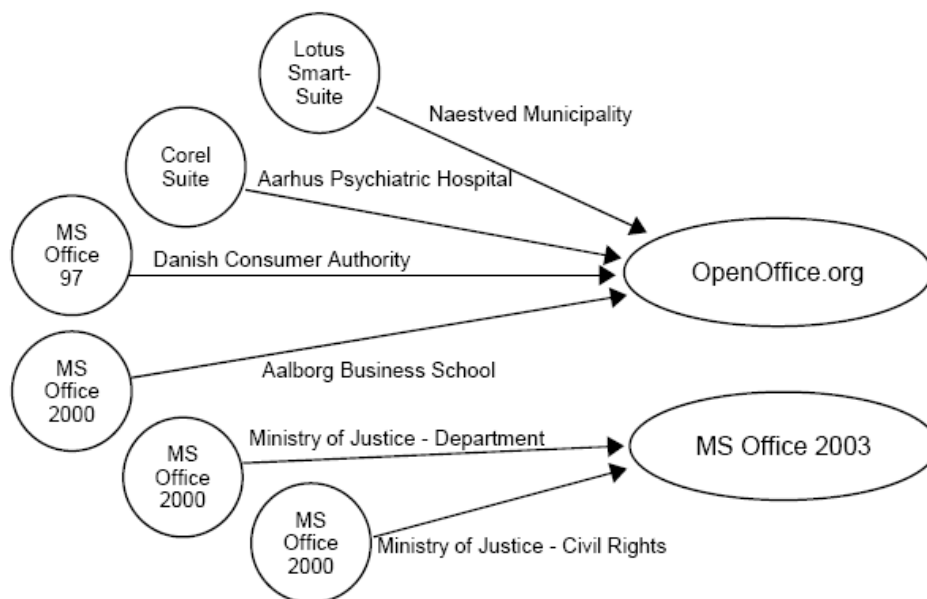 Lotus
Smart-
Suite
Naestved Municipality
Corel
Suite
Aarhus Psychiatric Hospital
MS
Office
97
Danish Consumer Authority
OpenOffice.org
MS
Office
2000
Aalborg Business School
MS
Office
2000
Ministry of Justice - Department
MS Office 2003
MS
Office
2000
Ministry of Justice - Civil Rights